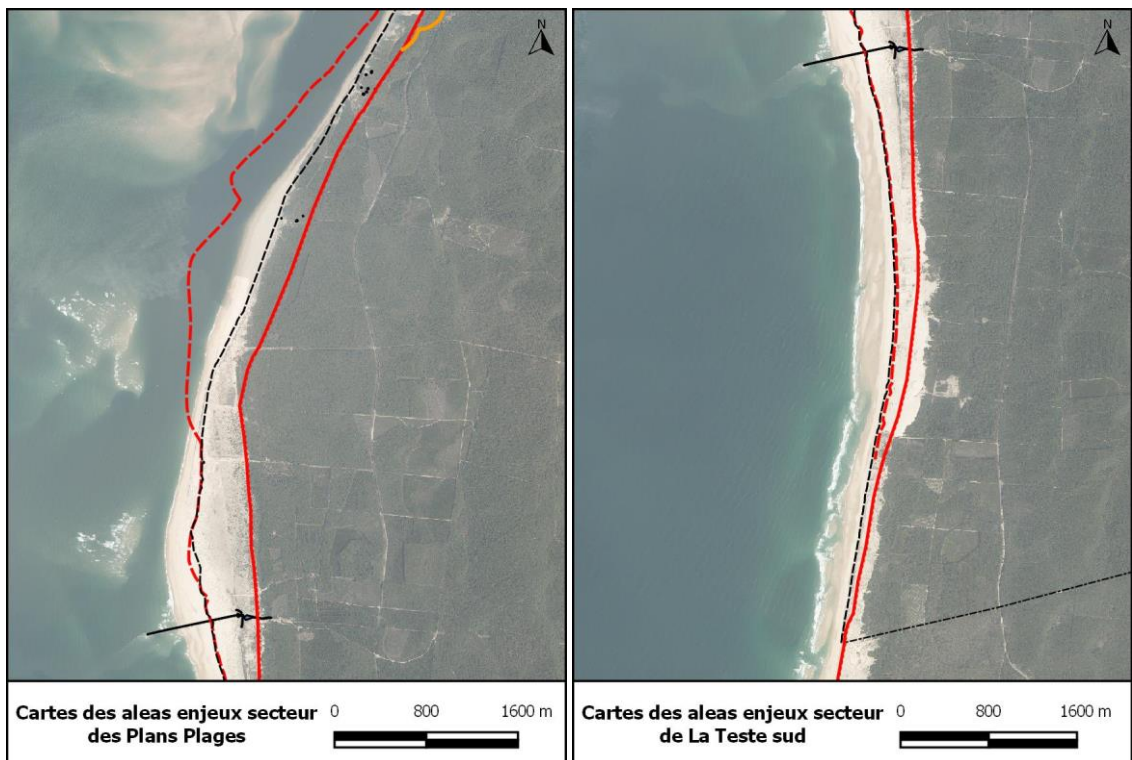 N
Cartes des aleas enjeux secteur
des Plans Plages
0 800 1600 m
N
Cartes des aleas enjeux secteur
de La Teste sud
0 800 1600 m